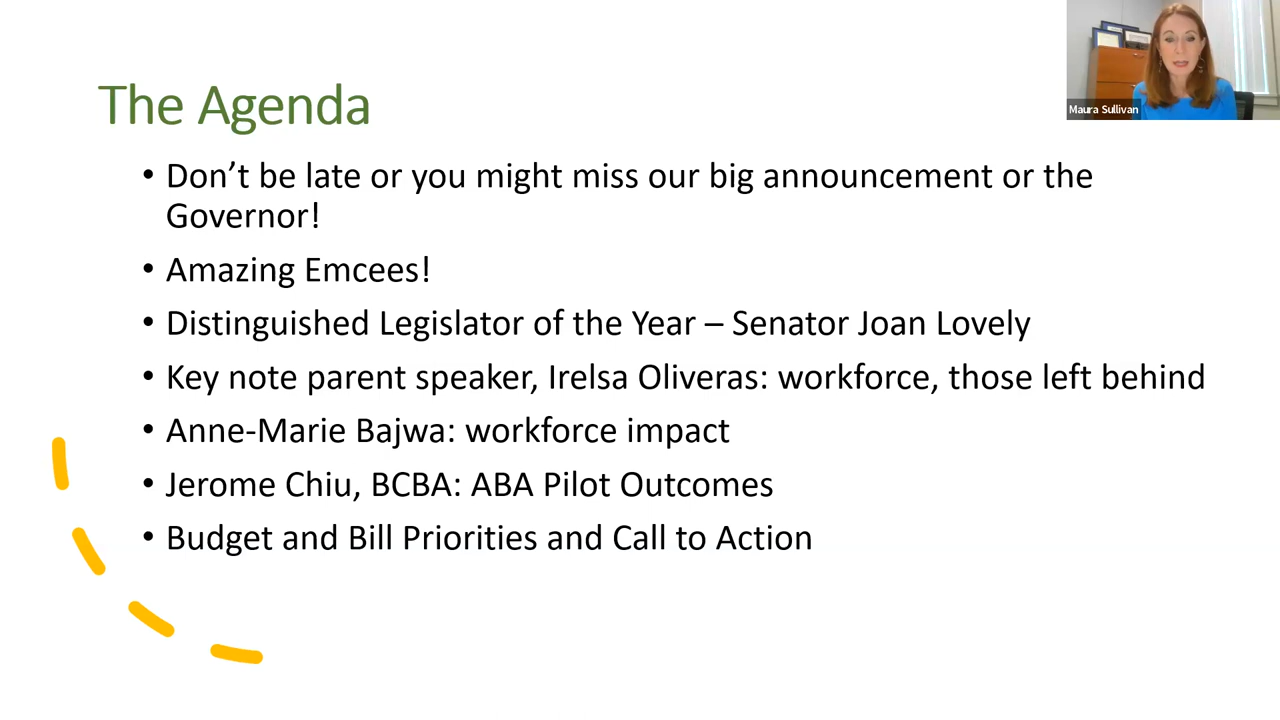 Maura Sullivan
The Agenda
• Don’t be late or you might miss our big announcement or the
Governor!
• Amazing Emcees!
• Distinguished Legislator of the Year – Senator Joan Lovely
• Key note parent speaker, Irelsa Oliveras: workforce, those left behind
• Anne-Marie Bajwa: workforce impact
• Jerome Chiu, BCBA: ABA Pilot Outcomes
• Budget and Bill Priorities and Call to Action